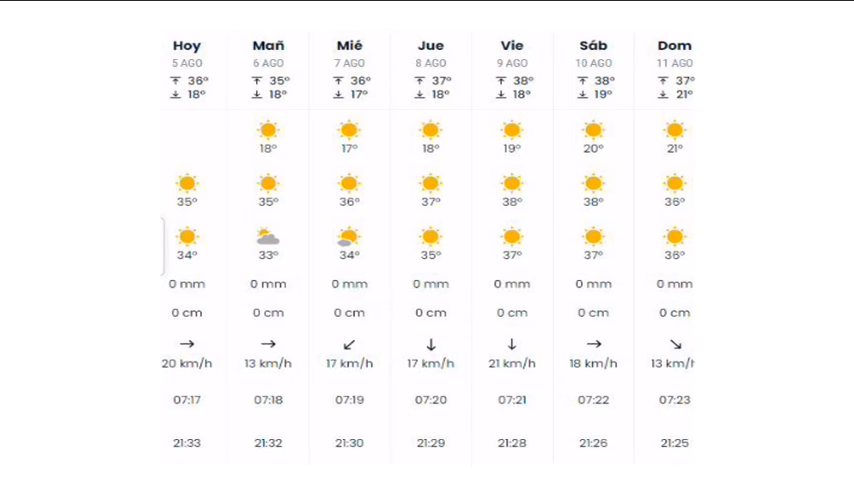 Hoy Mañ Mié Jue Vie Sáb Dom
5 AGO 6 AGO 7 AGO 8 AGO 9 AGO 10 AGO 11 AGO
36° 35° 36° 37° 38° 38° 37°
18° 18° 17° 18° 18° 19° 21°
18° 17° 18° 19° 20° 21°
35° 35° 36° 37° 38° 38° 36°
34° 33° 34° 35° 37° 37° 36°
0 mm 0 mm 0 mm 0 mm 0 mm 0 mm 0 mm
0 cm 0 cm 0 cm 0 cm 0 cm 0 cm 0 cm
20 km/h 13 km/h 17 km/h 17 km/h 21 km/h 18 km/h 13 km/h
07:17 07:18 07:19 07:20 07:21 07:22 07:23
21:33 21:32 21:30 21:29 21:28 21:26 21:25